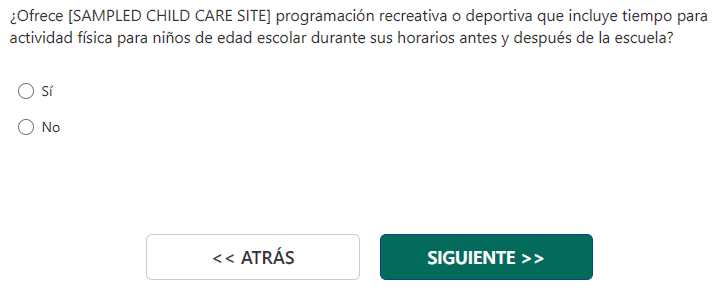 ¿Ofrece [SAMPLED CHILD CARE SITE] programación recreativa o deportiva que incluye tiempo para
actividad física para niños de edad escolar durante sus horarios antes y después de la escuela?
Sí
No
<< ATRÁS
SIGUIENTE >>